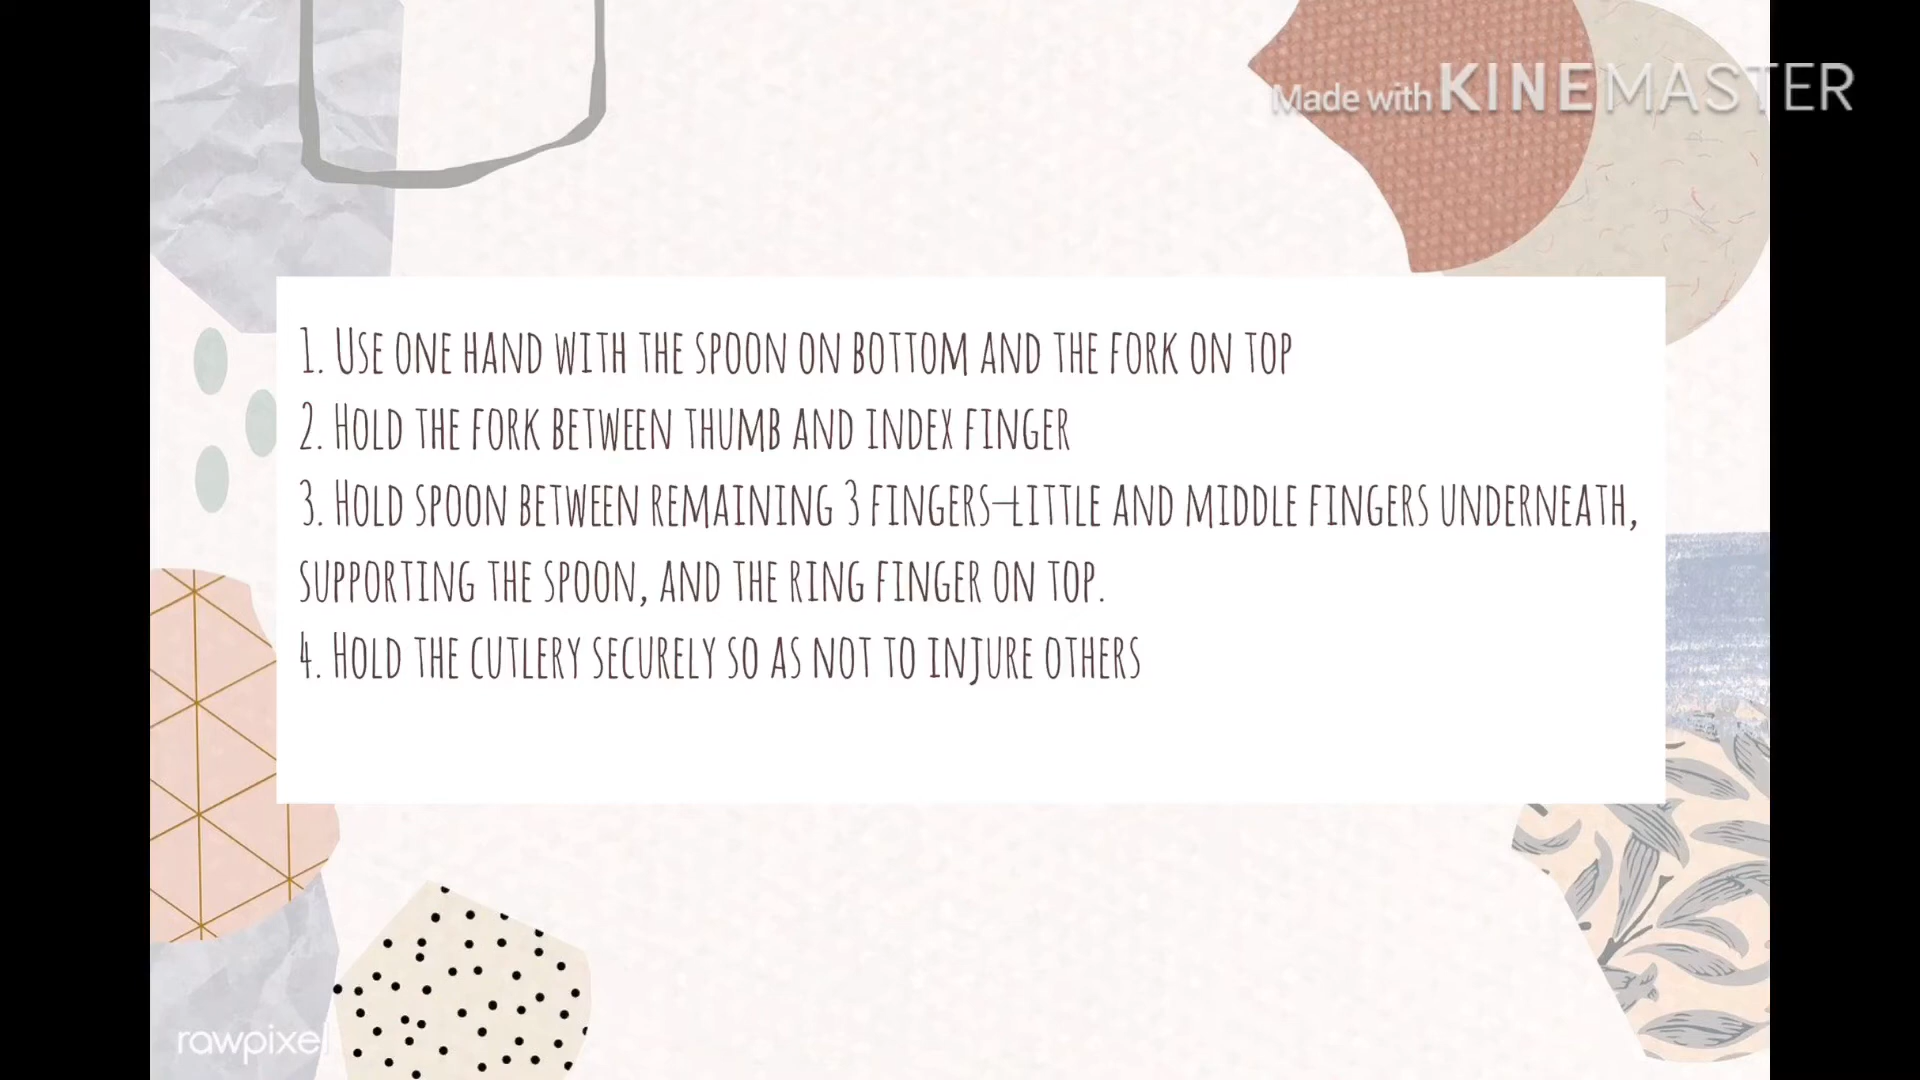 Made with KINEMASTER
1. Use one hand with the spoon on bottom and the fork on top
2. Hold the fork between thumb and index finger
3. Hold spoon between remaining 3 fingers—little and middle fingers underneath,
supporting the spoon, and the ring finger on top.
4. Hold the cutlery securely so as not to injure others
rawpixel